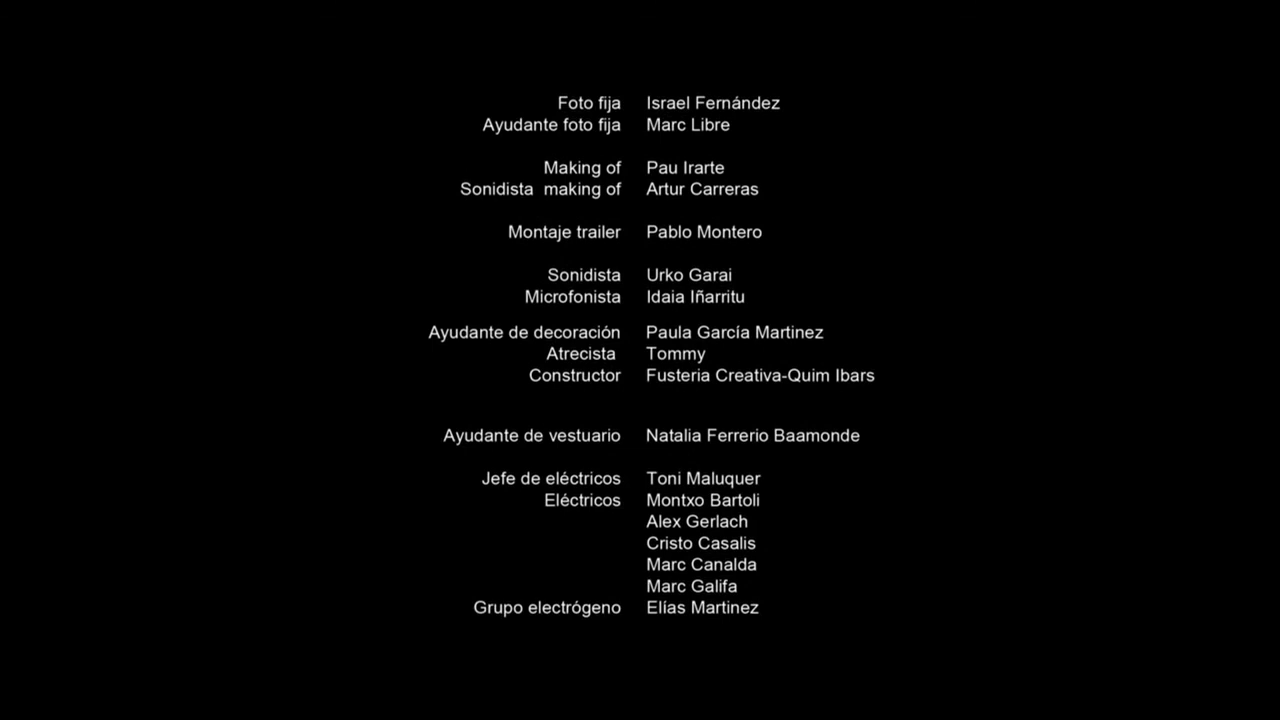 Foto fija Israel Fernández
Ayudante foto fija Marc Libre
Making of Pau Irarte
Sonidista making of Artur Carreras
Montaje trailer Pablo Montero
Sonidista Urko Garai
Microfonista Idaia Iñarritu
Ayudante de decoración Paula García Martinez
Atrecista Tommy
Constructor Fusteria Creativa-Quim Ibars
Ayudante de vestuario Natalia Ferrerio Baamonde
Jefe de eléctricos Toni Maluquer
Eléctricos Montxo Bartoli
Alex Gerlach
Cristo Casalis
Marc Canalda
Marc Galifa
Grupo electrógeno Elías Martinez